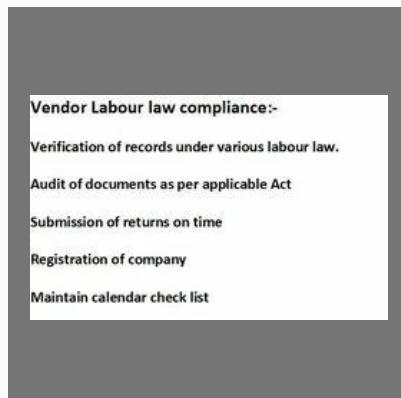 Vendor Labour law compliance:-
Verification of records under various labour law.
Audit of documents as per applicable Act
Submission of returns on time
Registration of company
Maintain calendar check list